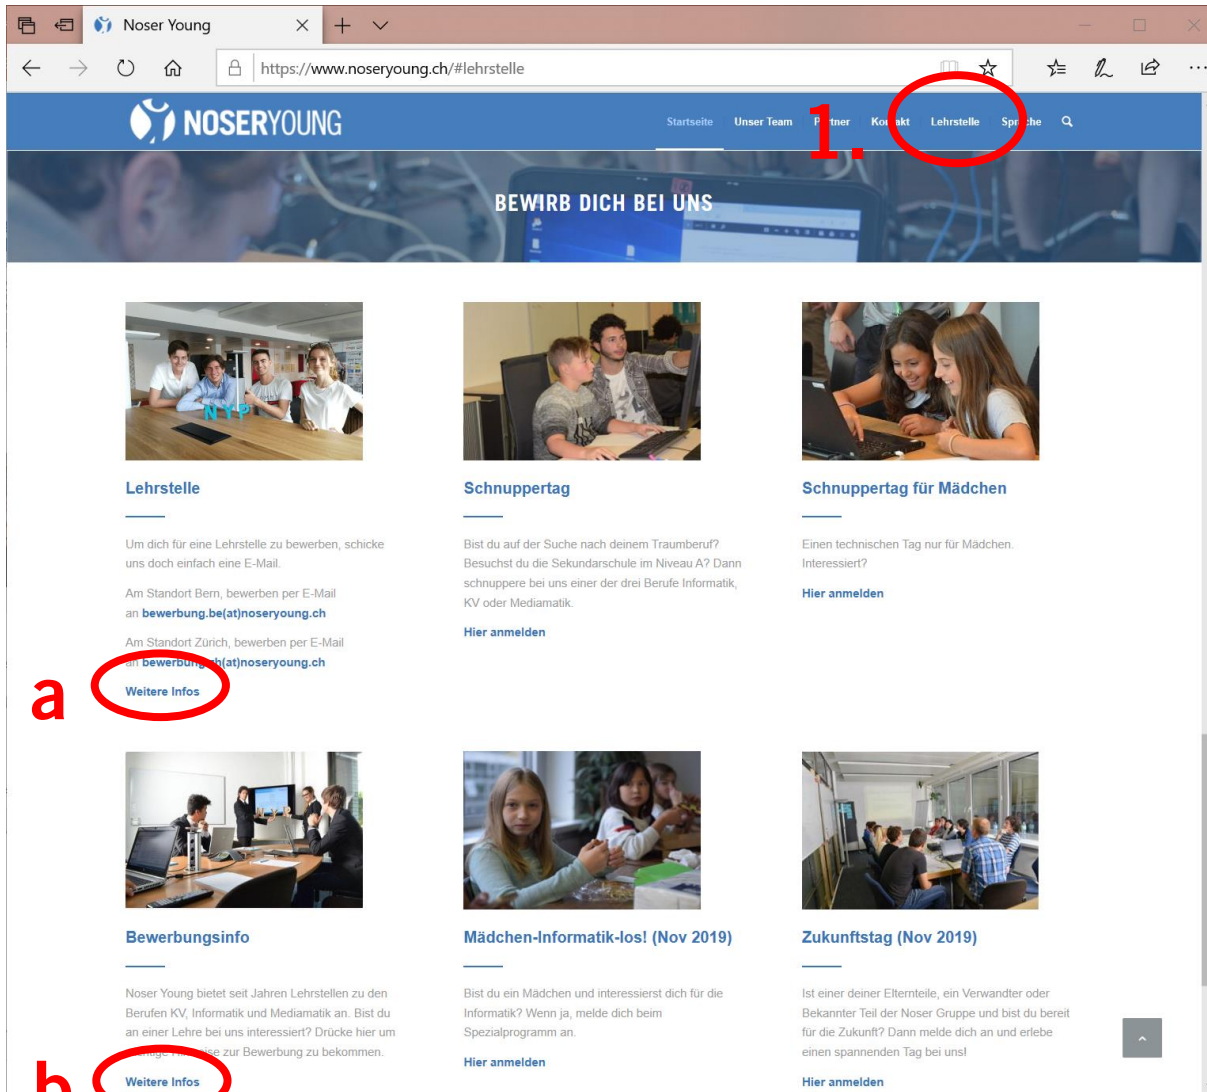 Noser Young
https://www.noseryoung.ch/#lehrstelle
NOSERYOUNG
Startseite Unser Team Partner Kontakt Lehrstelle Sprache
1.
BEWIRB DICH BEI UNS
NYP
Lehrstelle
Um dich für eine Lehrstelle zu bewerben, schicke
uns doch einfach eine E-Mail.
Am Standort Bern, bewerben per E-Mail
an bewerbung.be(at)noseryoung.ch
Am Standort Zürich, bewerben per E-Mail
an bewerbung.zh(at)noseryoung.ch
a
Weitere Infos
Schnuppertag
Bist du auf der Suche nach deinem Traumberuf?
Besuchst du die Sekundarschule im Niveau A? Dann
schnuppere bei uns einer der drei Berufe Informatik,
KV oder Mediamatik.
Hier anmelden
Schnuppertag für Mädchen
Einen technischen Tag nur für Mädchen.
Interessiert?
Hier anmelden
Bewerbungsinfo
Noser Young bietet seit Jahren Lehrstellen zu den
Berufen KV, Informatik und Mediamatik an. Bist du
an einer Lehre bei uns interessiert? Drücke hier um
wichtige Hinweise zur Bewerbung zu bekommen.
b
Weitere Infos
Mädchen-Informatik-los! (Nov 2019)
Bist du ein Mädchen und interessierst dich für die
Informatik? Wenn ja, melde dich beim
Spezialprogramm an.
Hier anmelden
Zukunftstag (Nov 2019)
Ist einer deiner Elternteile, ein Verwandter oder
Bekannter Teil der Noser Gruppe und bist du bereit
für die Zukunft? Dann melde dich an und erlebe
einen spannenden Tag bei uns!
Hier anmelden